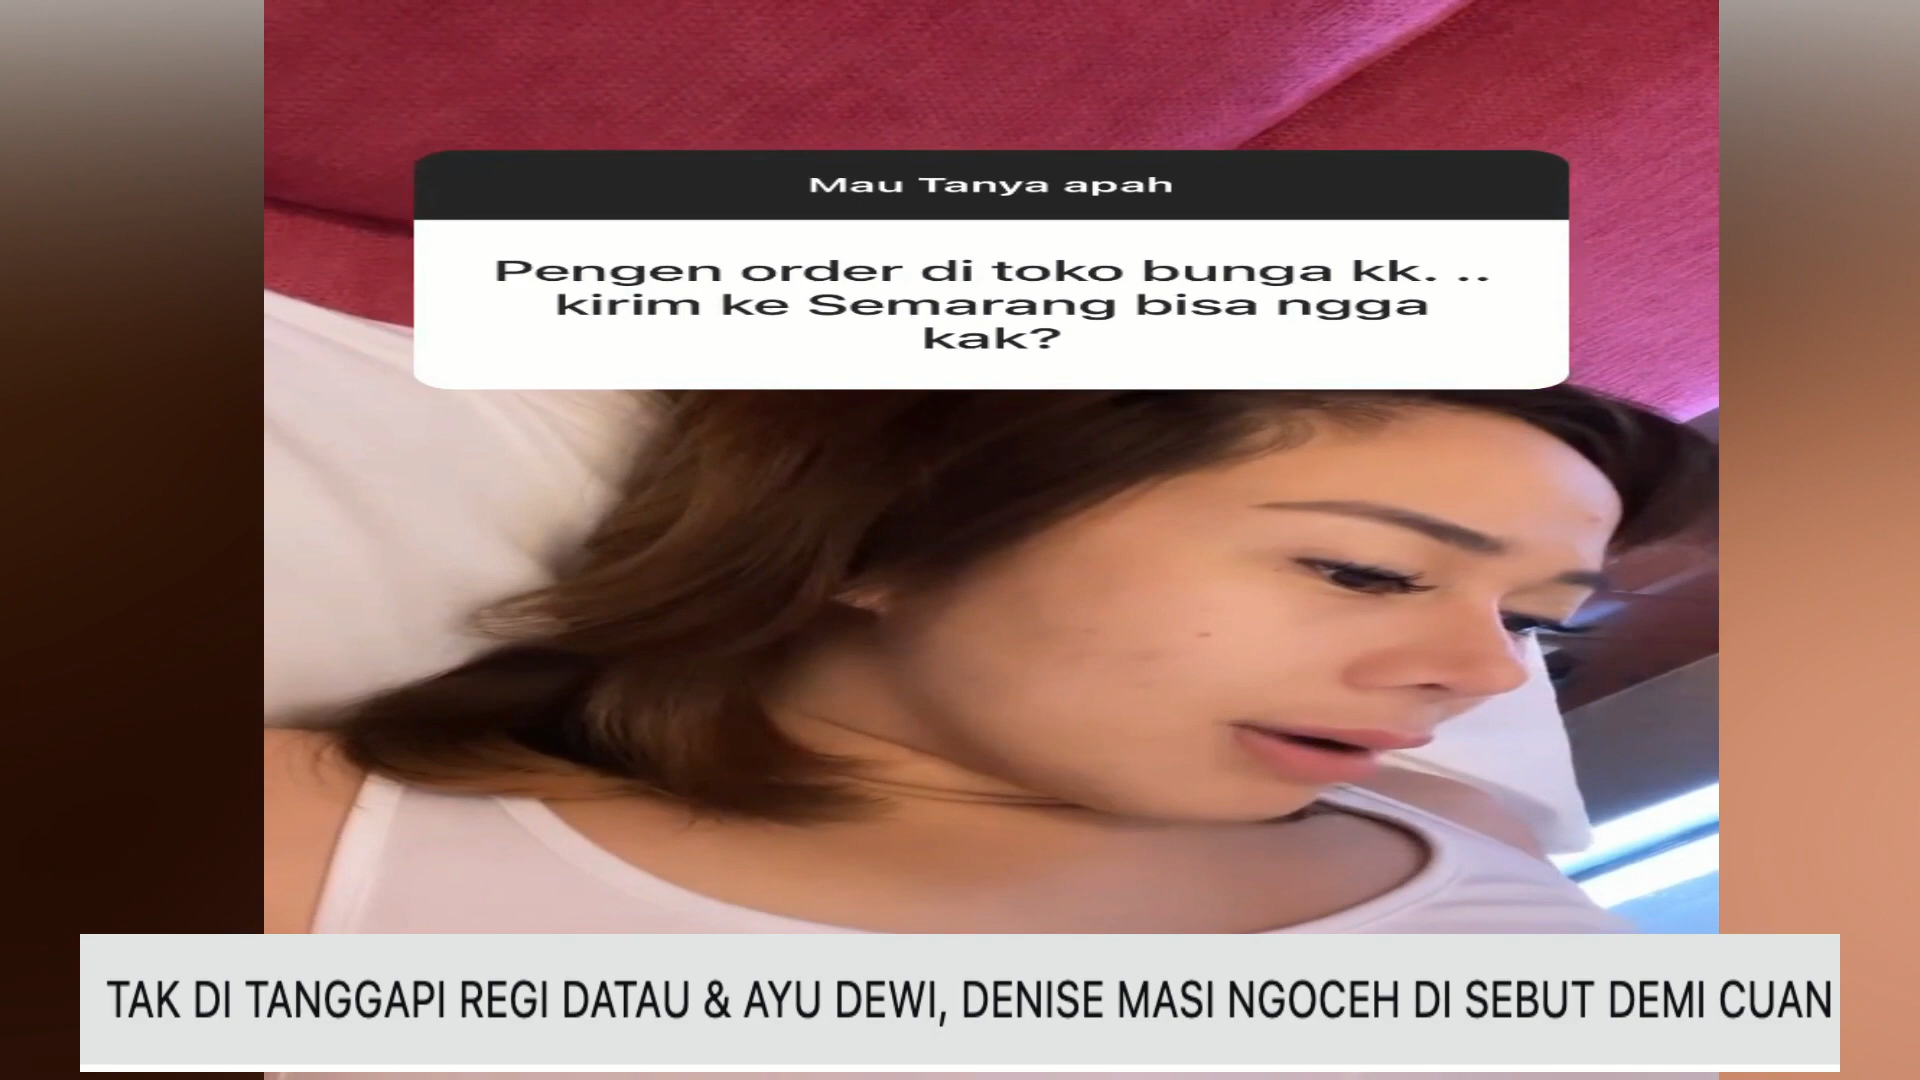 Mau Tanya apah
Pengen order di toko bunga kk. ..
kirim ke Semarang bisa ngga
kak?
TAK DI TANGGAPI REGI DATAU & AYU DEWI, DENISE MASI NGOCEH DI SEBUT DEMI CUAN